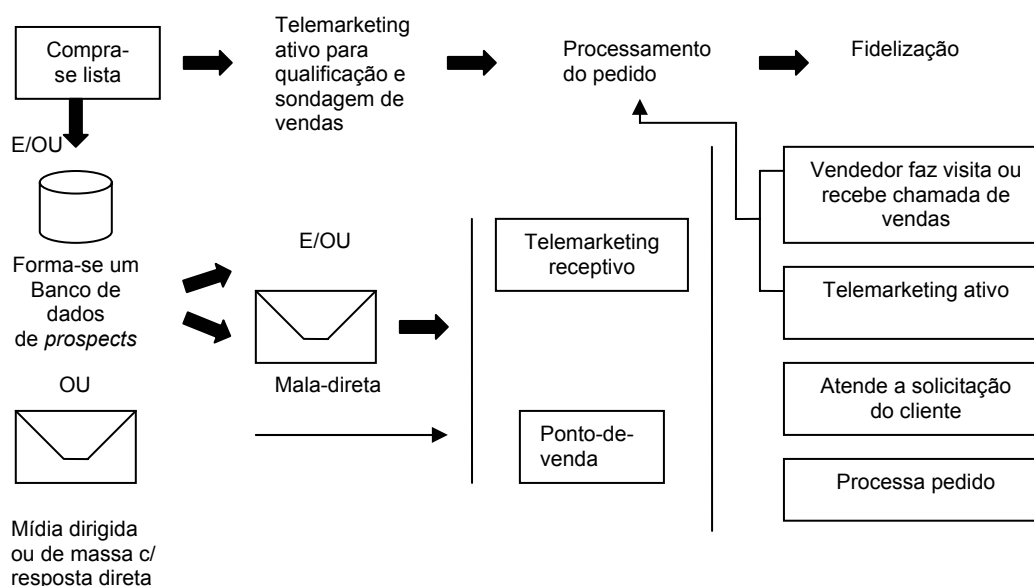 Compra-
se lista
Telemarketing
ativo para
qualificação e
sondagem de
vendas
Processamento
do pedido
Fidelização
E/OU
Forma-se um
Banco de
dados
de prospects
E/OU
Mala-direta
Telemarketing
receptivo
Vendedor faz visita ou
recebe chamada de
vendas
Telemarketing ativo
OU
Ponto-de-
venda
Atende a solicitação
do cliente
Processa pedido
Mídia dirigida
ou de massa c/
resposta direta